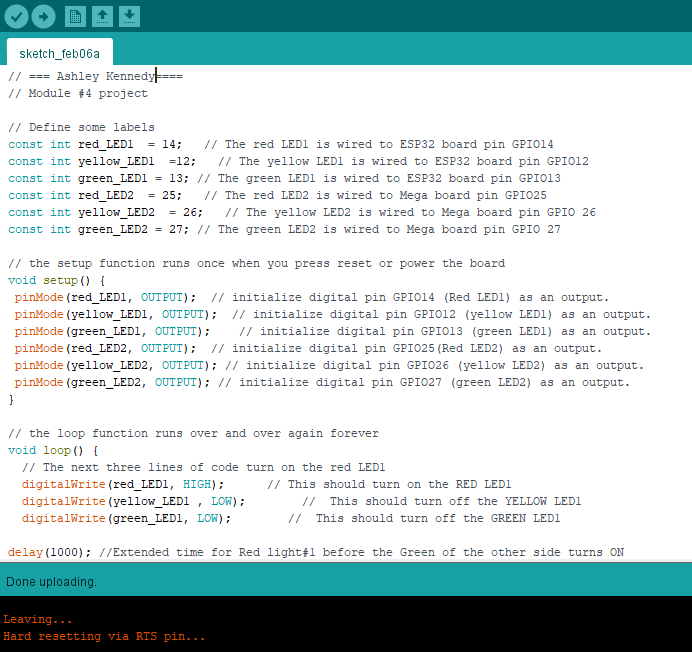 sketch_feb06a
// === Ashley Kennedy====
// Module #4 project
// Define some labels
const int red_LED1  = 14;   // The red LED1 is wired to ESP32 board pin GPIO14
const int yellow_LED1  =12;   // The yellow LED1 is wired to ESP32 board pin GPIO12
const int green_LED1 = 13; // The green LED1 is wired to ESP32 board pin GPIO13
const int red_LED2  = 25;   // The red LED2 is wired to Mega board pin GPIO25
const int yellow_LED2  = 26;   // The yellow LED2 is wired to Mega board pin GPIO 26
const int green_LED2 = 27; // The green LED2 is wired to Mega board pin GPIO 27
// the setup function runs once when you press reset or power the board
void setup() {
 pinMode(red_LED1, OUTPUT);  // initialize digital pin GPIO14 (Red LED1) as an output.
 pinMode(yellow_LED1, OUTPUT);  // initialize digital pin GPIO12 (yellow LED1) as an output.
 pinMode(green_LED1, OUTPUT);    // initialize digital pin GPIO13 (green LED1) as an output.
 pinMode(red_LED2, OUTPUT);  // initialize digital pin GPIO25(Red LED2) as an output.
 pinMode(yellow_LED2, OUTPUT); // initialize digital pin GPIO26 (yellow LED2) as an output.
 pinMode(green_LED2, OUTPUT); // initialize digital pin GPIO27 (green LED2) as an output.
}
// the loop function runs over and over again forever
void loop() {
  // The next three lines of code turn on the red LED1
  digitalWrite(red_LED1, HIGH);      // This should turn on the RED LED1
  digitalWrite(yellow_LED1 , LOW);        //  This should turn off the YELLOW LED1
  digitalWrite(green_LED1, LOW);        //  This should turn off the GREEN LED1
delay(1000); //Extended time for Red light#1 before the Green of the other side turns ON
Done uploading.
Leaving...
Hard resetting via RTS pin...